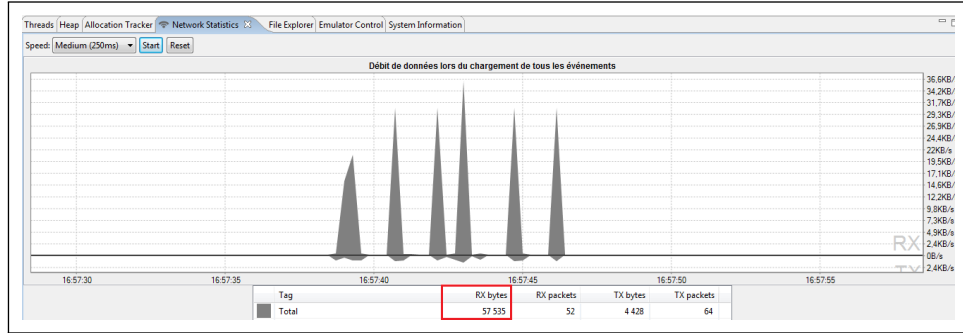 Threads Heap Allocation Tracker Network Statistics File Explorer Emulator Control System Information
Speed: Medium (250ms) Start Reset
Débit de données lors du chargement de tous les événements
36,6KB/
34,2KB/
31,7KB/
29,3KB/
26,9KB/
24,4KB/
22KB/s
19,5KB/
17,1KB/
14,6KB/
12,2KB/
9,8KB/s
7,3KB/s
4,9KB/s
RX
2,4KB/s
0B/s
TX
2,4KB/s
16:57:30 16:57:35 16:57:40 16:57:45 16:57:50 16:57:55
Tag RX bytes RX packets TX bytes TX packets
Total 57 535 52 4 428 64